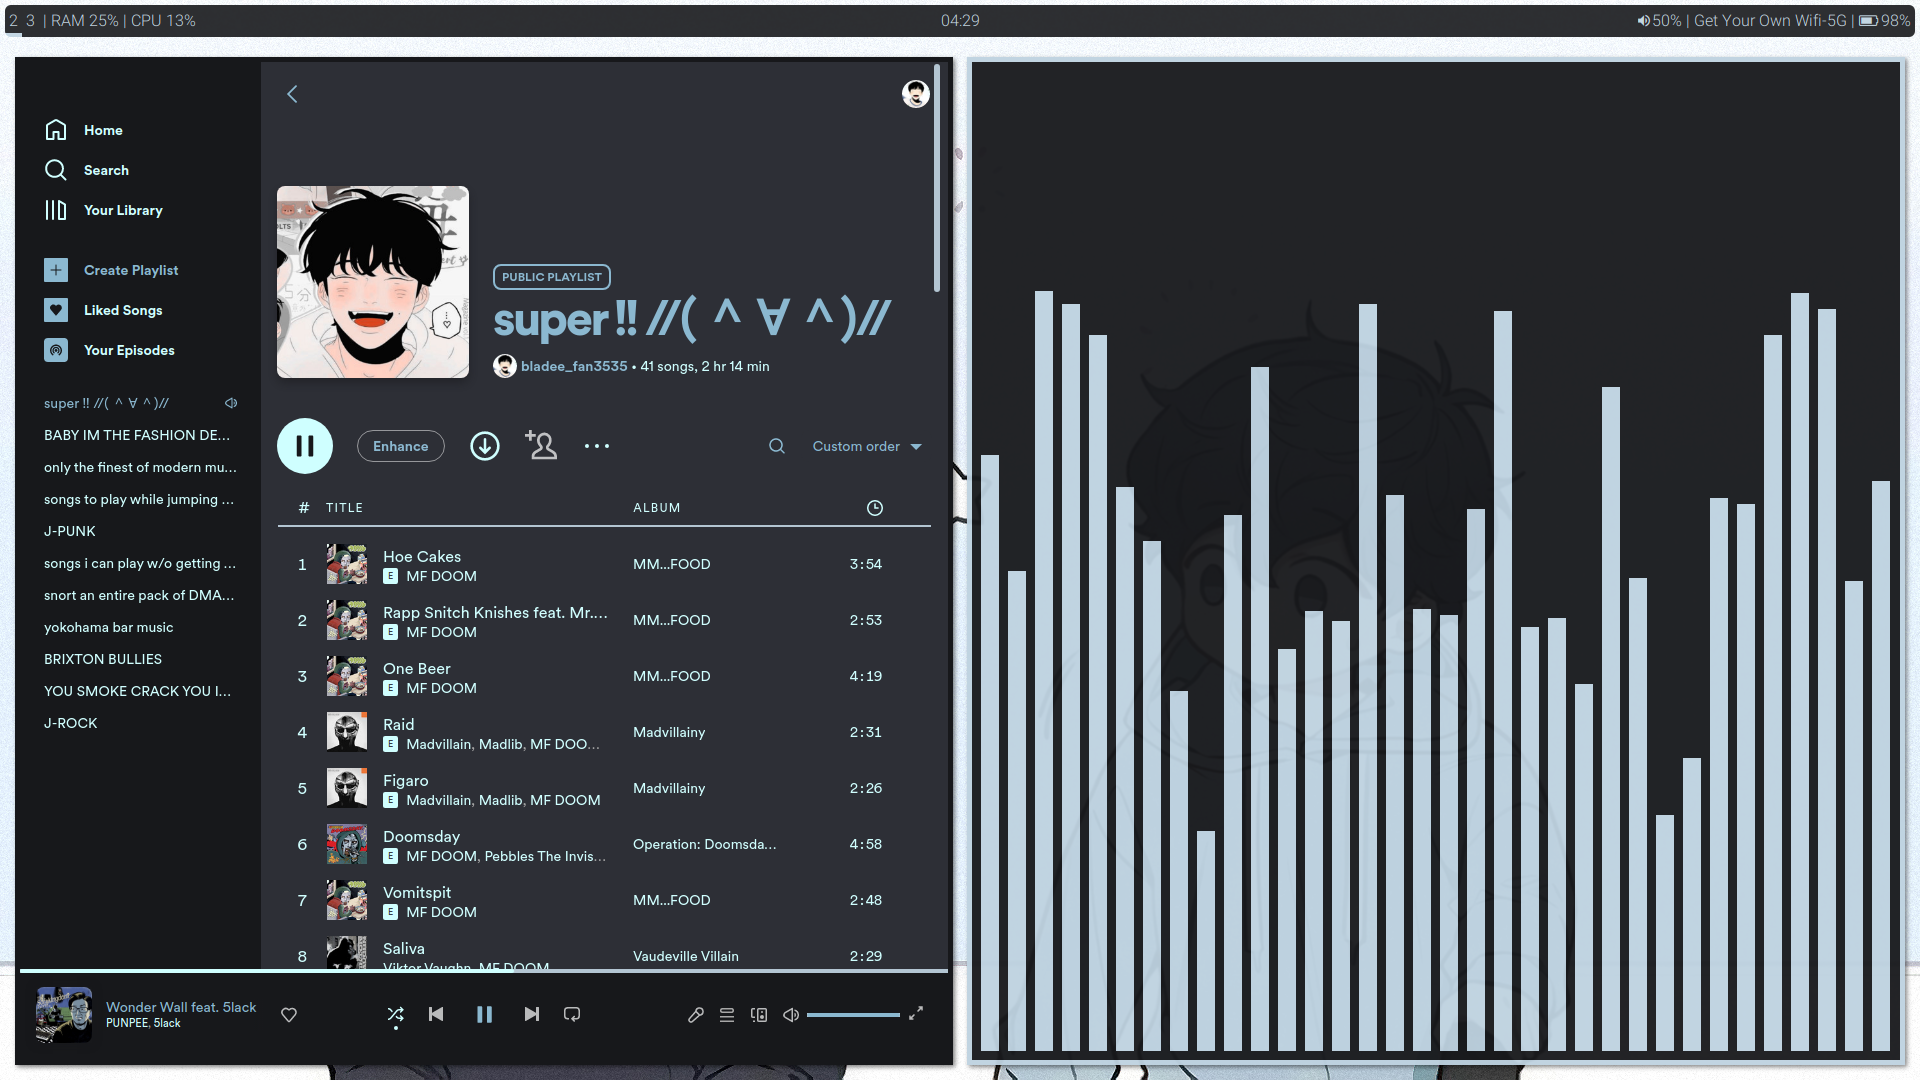 2 3 | RAM 25% | CPU 13%
04:29
50% | Get Your Own Wifi-5G | 98%
Home
Search
Your Library
Create Playlist
Liked Songs
Your Episodes
super !! //( ^ ∀ ^ )//
BABY IM THE FASHION DE...
only the finest of modern mu...
songs to play while jumping ...
J-PUNK
songs i can play w/o getting ...
snort an entire pack of DMA...
yokohama bar music
BRIXTON BULLIES
YOU SMOKE CRACK YOU I...
J-ROCK
PUBLIC PLAYLIST
super !! //( ^ ∀ ^ )//
bladee_fan3535 • 41 songs, 2 hr 14 min
Enhance
Custom order
# TITLE ALBUM
1 Hoe Cakes MM...FOOD 3:54
E MF DOOM
2 Rapp Snitch Knishes feat. Mr.... MM...FOOD 2:53
E MF DOOM
3 One Beer MM...FOOD 4:19
E MF DOOM
4 Raid Madvillainy 2:31
E Madvillain, Madlib, MF DOO...
5 Figaro Madvillainy 2:26
E Madvillain, Madlib, MF DOOM
6 Doomsday Operation: Doomsda... 4:58
E MF DOOM, Pebbles The Invis...
7 Vomitspit MM...FOOD 2:48
E MF DOOM
8 Saliva Vaudeville Villain 2:29
Viktor Vaughn, MF DOOM
Wonder Wall feat. 5lack
PUNPEE, 5lack